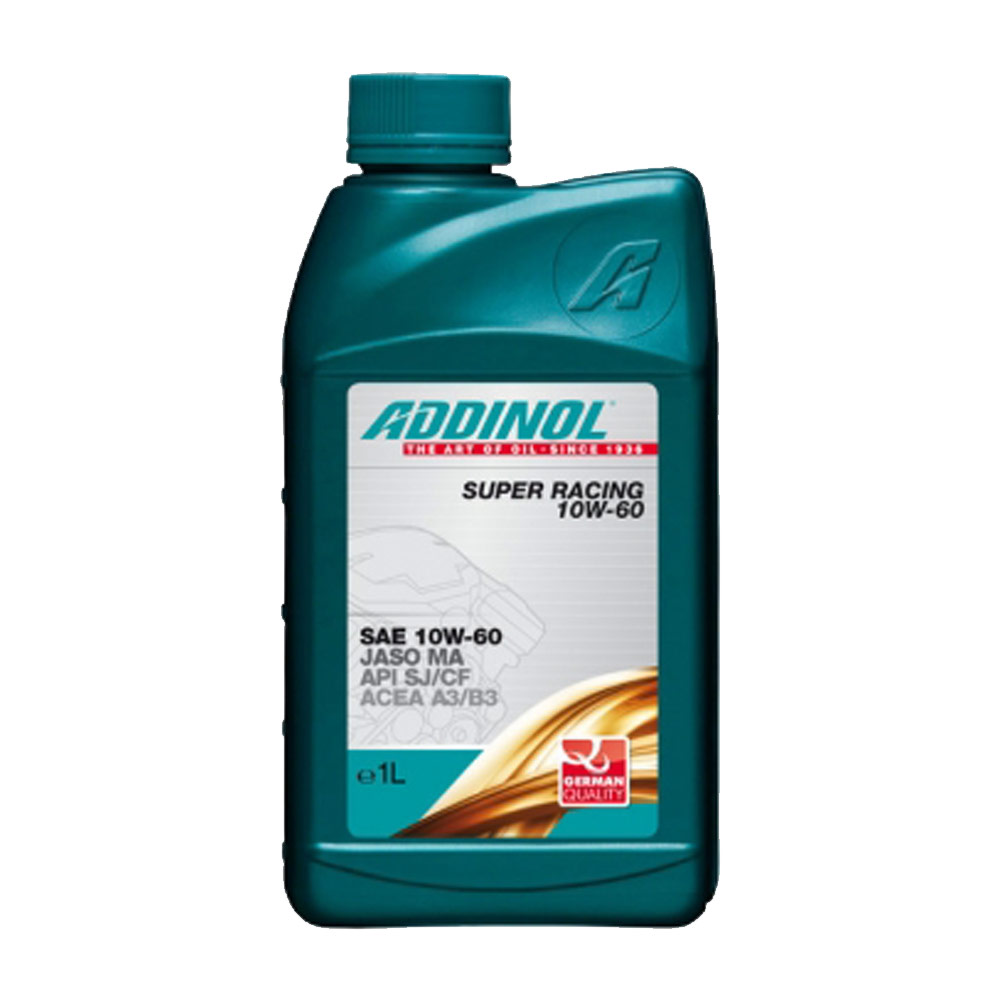 ADDINOL
THE ART OF OIL - SINCE 1936
SUPER RACING
10W-60
SAE 10W-60
JASO MA
API SJ/CF
ACEA A3/B3
℮1L
GERMAN
QUALITY